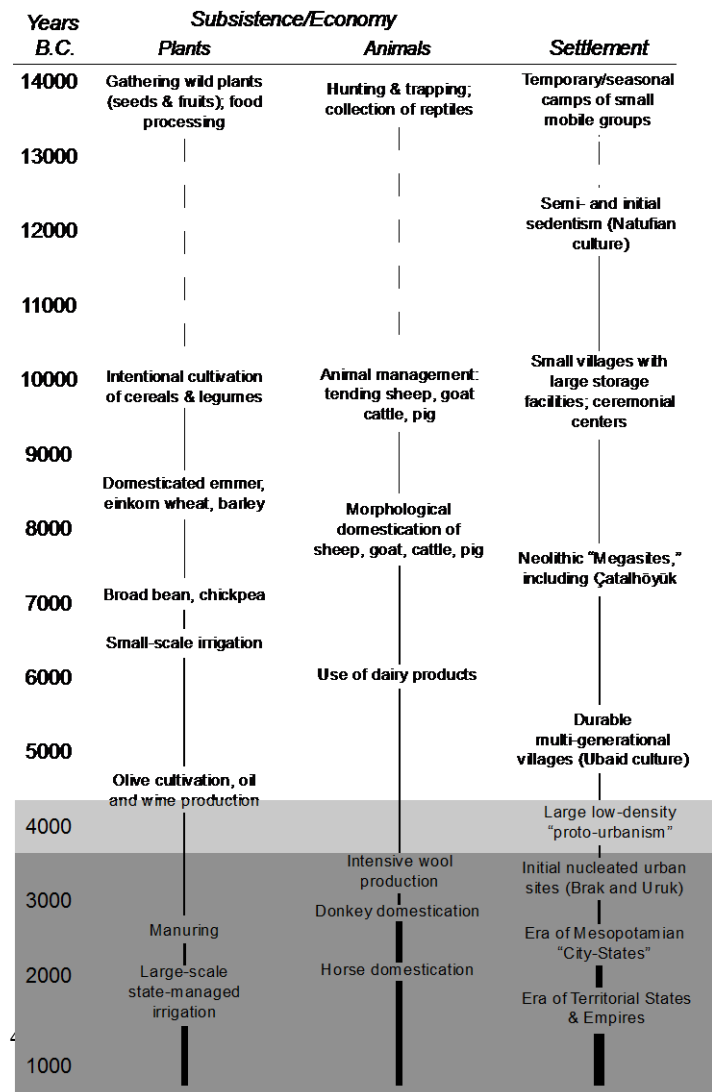 Years
B.C.
Subsistence/Economy
Plants
Animals
Settlement
14000
Gathering wild plants
(seeds & fruits); food
processing
Hunting & trapping;
collection of reptiles
Temporary/seasonal
camps of small
mobile groups
13000
12000
Semi- and initial
sedentism (Natufian
culture)
11000
10000
Intentional cultivation
of cereals & legumes
Animal management:
tending sheep, goat
cattle, pig
Small villages with
large storage
facilities; ceremonial
centers
9000
Domesticated emmer,
einkorn wheat, barley
8000
Morphological
domestication of
sheep, goat, cattle, pig
Neolithic “Megasites,”
including Çatalhöyük
7000
Broad bean, chickpea
Small-scale irrigation
6000
Use of dairy products
5000
Durable
multi-generational
villages (Ubaid culture)
Olive cultivation, oil
and wine production
4000
Large low-density
“proto-urbanism”
Intensive wool
production
Initial nucleated urban
sites (Brak and Uruk)
3000
Donkey domestication
Manuring
Era of Mesopotamian
“City-States”
2000
Large-scale
state-managed
irrigation
Horse domestication
Era of Territorial States
& Empires
1000